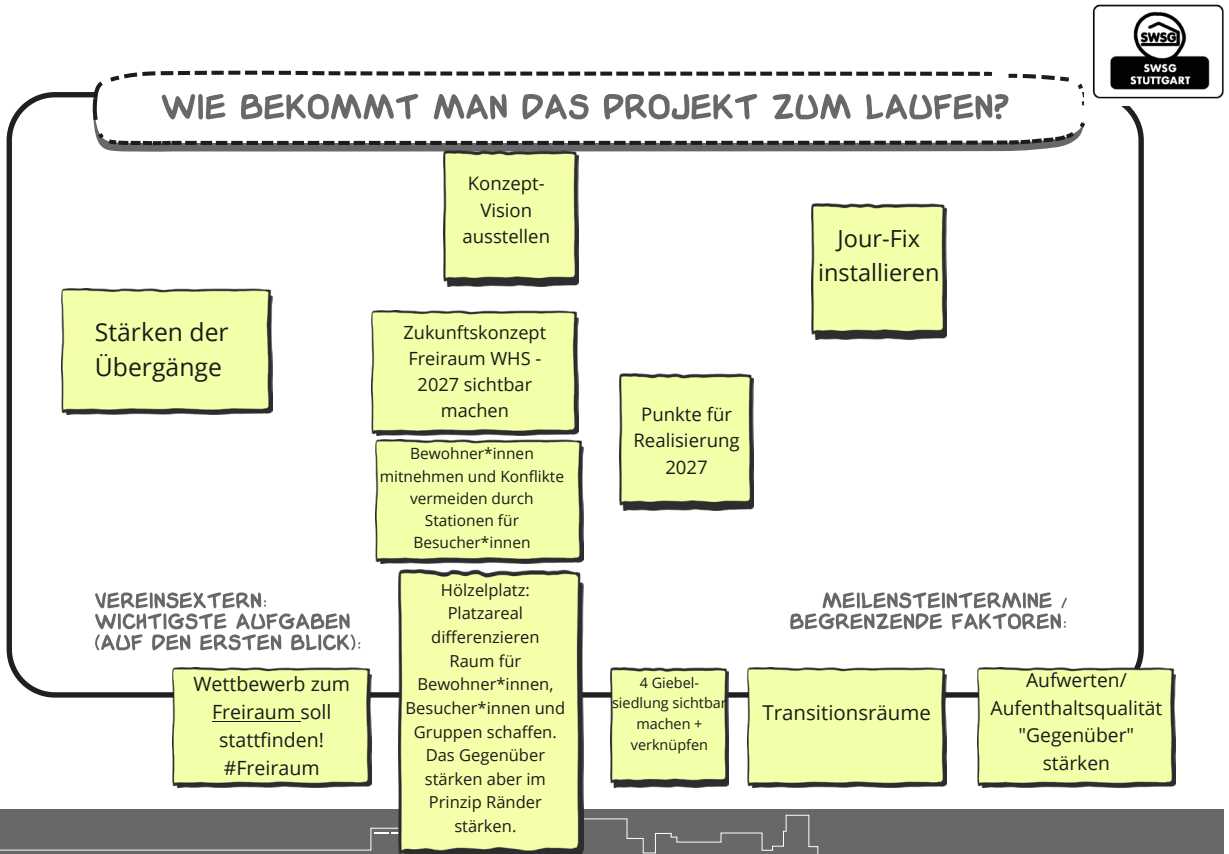 SWSG
SWSG
STUTTGART
WIE BEKOMMT MAN DAS PROJEKT ZUM LAUFEN?
Konzept-
Vision
ausstellen
Jour-Fix
installieren
Stärken der
Übergänge
Zukunftskonzept
Freiraum WHS -
2027 sichtbar
machen
Punkte für
Realisierung
2027
Bewohner*innen
mitnehmen und Konflikte
vermeiden durch
Stationen für
Besucher*innen
VEREINSEXTERN:
WICHTIGSTE AUFGABEN
(AUF DEN ERSTEN BLICK):
MEILENSTEINTERMINE /
BEGRENZENDE FAKTOREN:
Wettbewerb zum
Freiraum soll
stattfinden!
#Freiraum
Hölzelplatz:
Platzareal
differenzieren
Raum für
Bewohner*innen,
Besucher*innen und
Gruppen schaffen.
Das Gegenüber
stärken aber im
Prinzip Ränder
stärken.
4 Giebel-
siedlung sichtbar
machen +
verknüpfen
Transitionsräume
Aufwerten/
Aufenthaltsqualität
"Gegenüber"
stärken